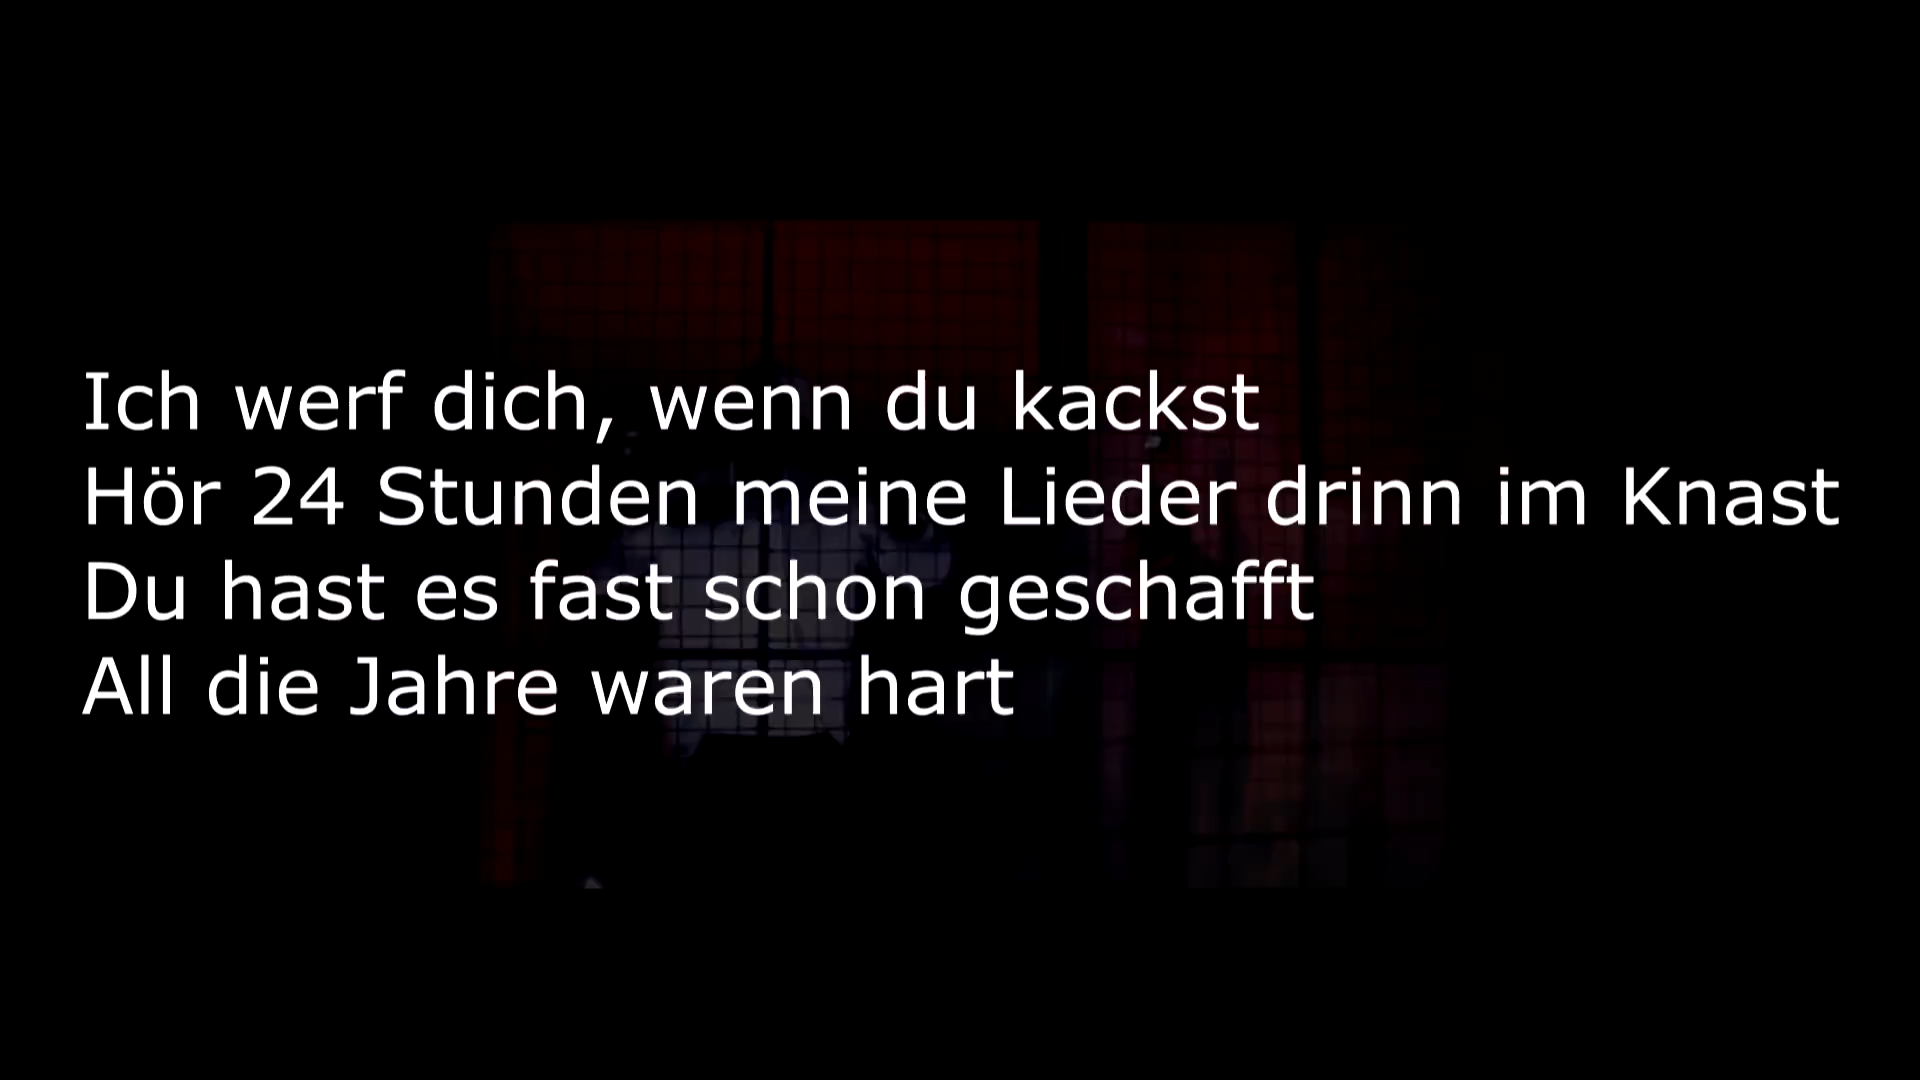 Ich werf dich, wenn du kackst
Hör 24 Stunden meine Lieder drinn im Knast
Du hast es fast schon geschafft
All die Jahre waren hart